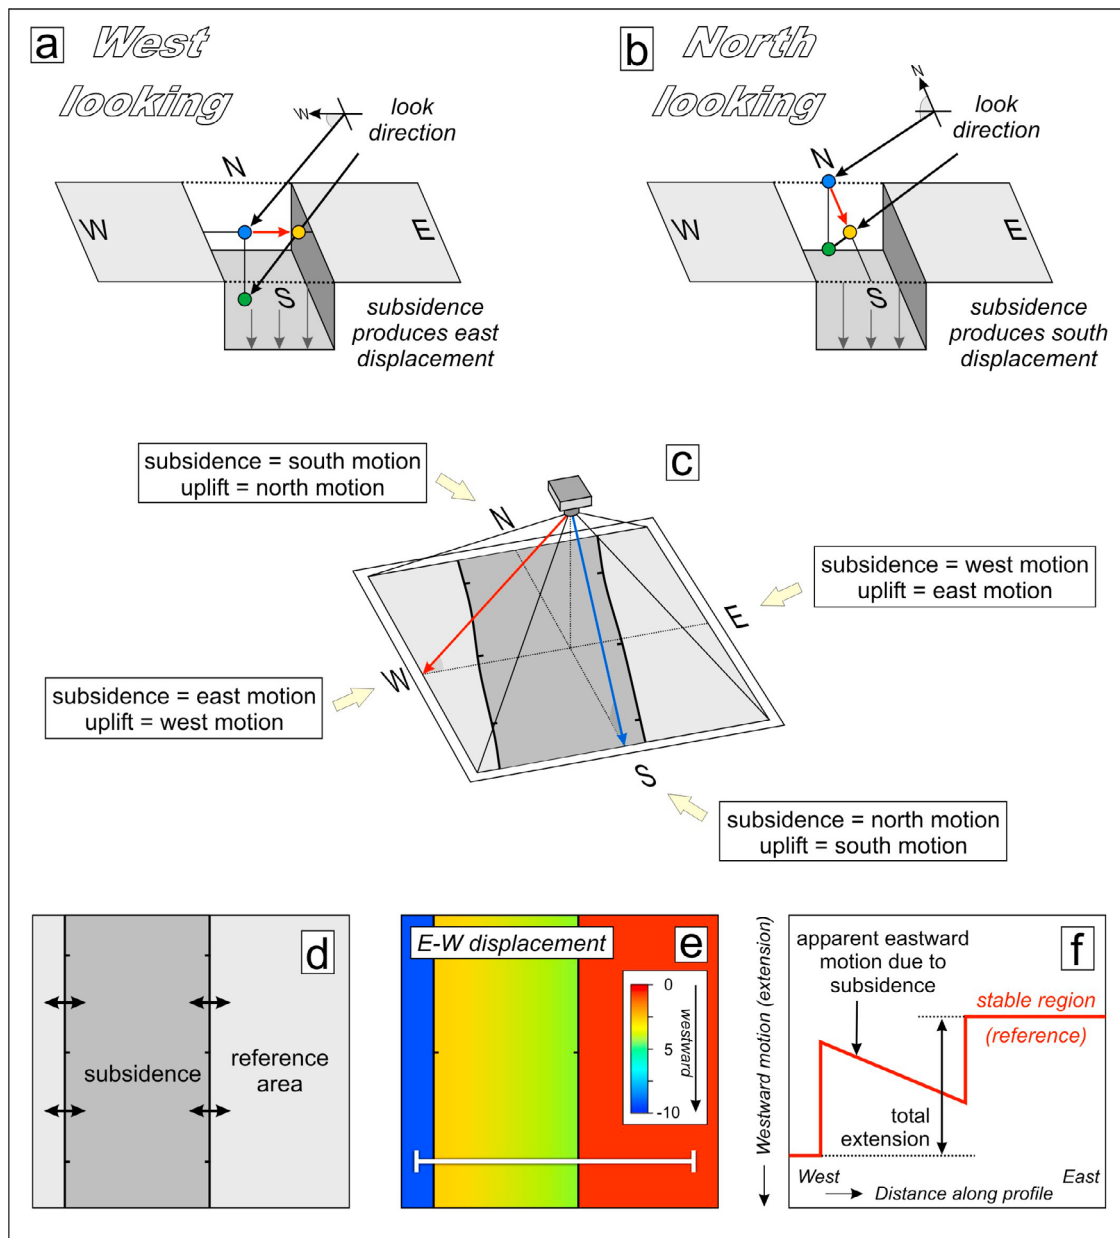 a West
looking
W
look
direction
N
W
E
S
subsidence
produces east
displacement
b North
looking
N
look
direction
N
W
E
S
subsidence
produces south
displacement
c
subsidence = south motion
uplift = north motion
N
subsidence = west motion
uplift = east motion
E
W
subsidence = east motion
uplift = west motion
S
subsidence = north motion
uplift = south motion
d
subsidence
reference
area
E-W displacement
e
0
5
-10
westward
Westward motion (extension)
f
apparent eastward
motion due to
subsidence
stable region
(reference)
total
extension
West
East
Distance along profile